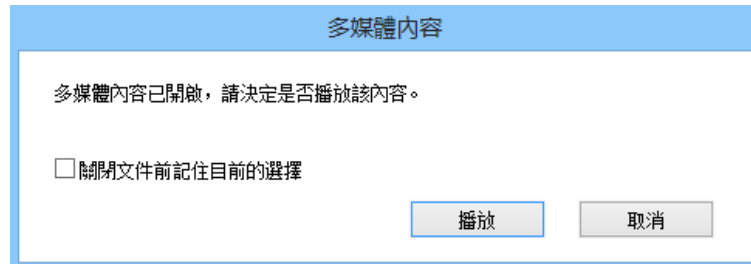 多媒體內容
多媒體內容已開啟，請決定是否播放該內容。
關閉文件前記住目前的選擇
播放
取消